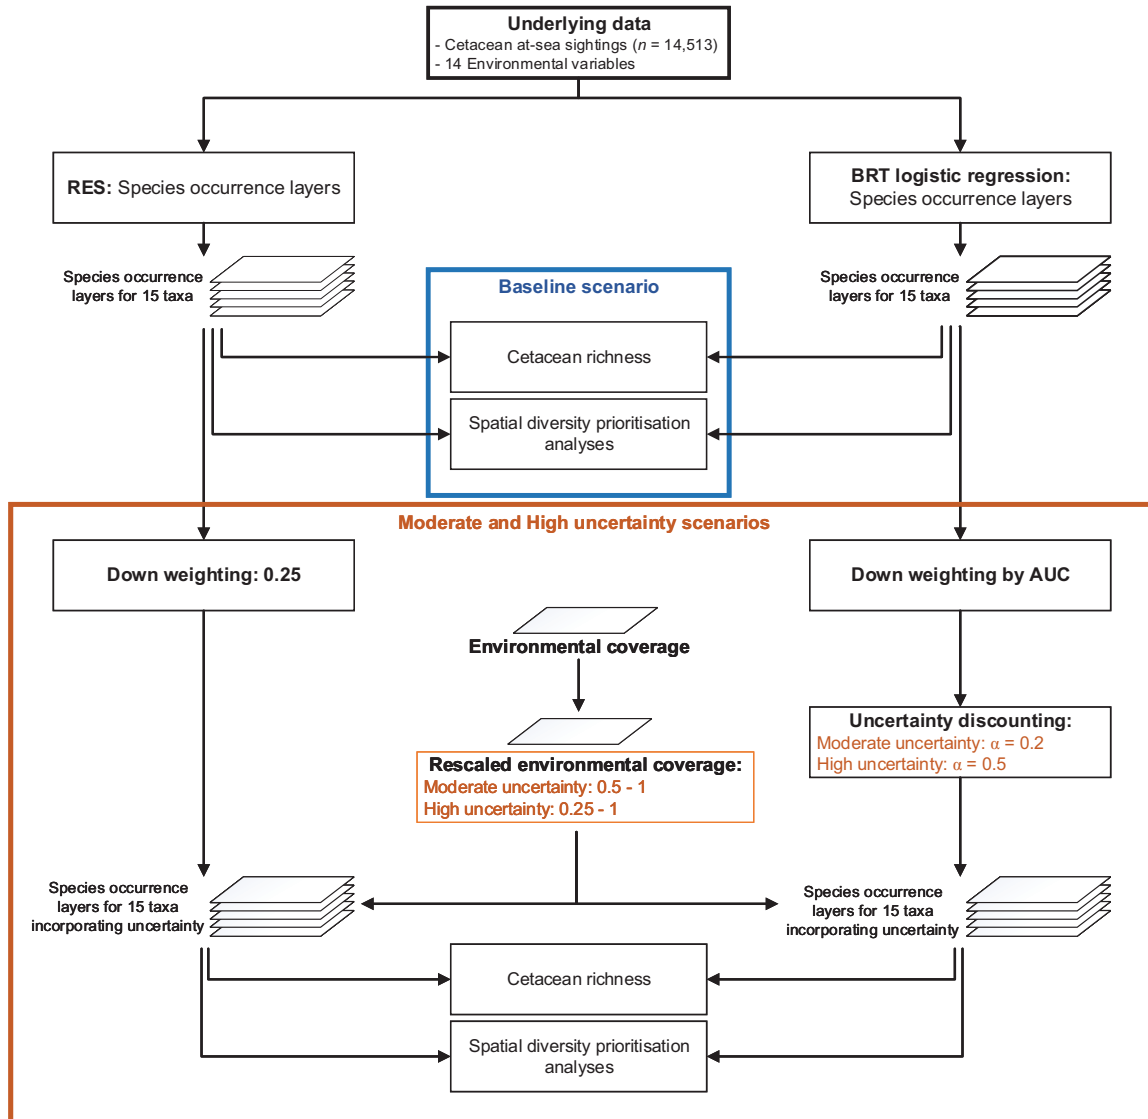 Underlying data
- Cetacean at-sea sightings (n = 14,513)
- 14 Environmental variables
RES: Species occurrence layers
BRT logistic regression:
Species occurrence layers
Species occurrence
layers for 15 taxa
Species occurrence
layers for 15 taxa
Baseline scenario
Cetacean richness
Spatial diversity prioritisation
analyses
Moderate and High uncertainty scenarios
Down weighting: 0.25
Down weighting by AUC
Environmental coverage
Uncertainty discounting:
Moderate uncertainty: α = 0.2
High uncertainty: α = 0.5
Rescaled environmental coverage:
Moderate uncertainty: 0.5 - 1
High uncertainty: 0.25 - 1
Species occurrence
layers for 15 taxa
incorporating uncertainty
Species occurrence
layers for 15 taxa
incorporating uncertainty
Cetacean richness
Spatial diversity prioritisation
analyses